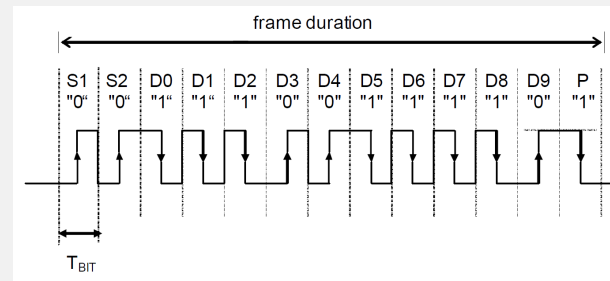 frame duration
S1 S2 D0 D1 D2 D3 D4 D5 D6 D7 D8 D9 P
"0“ "0“ "1“ "1“ "1" "0" "0" "1" "1" "1" "1" "0" "1"
TBIT